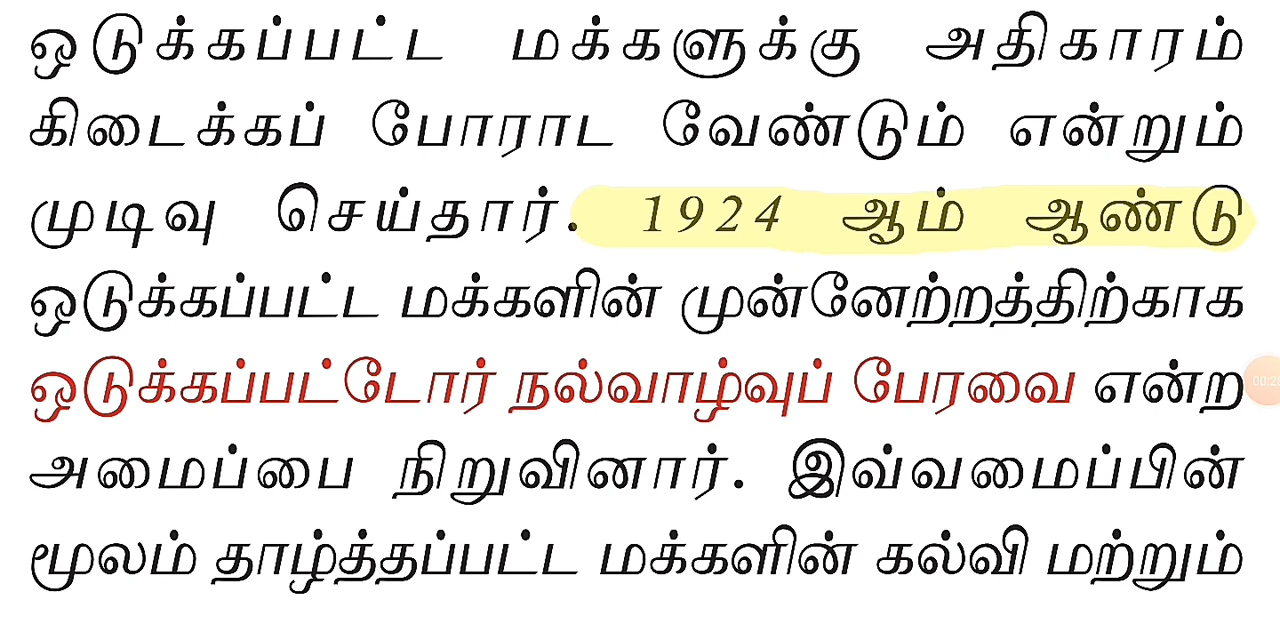 ஒடுக்கப்பட்ட மக்களுக்கு அதிகாரம்
கிடைக்கப் போராட வேண்டும் என்றும்
முடிவு செய்தார். 1924 ஆம் ஆண்டு
ஒடுக்கப்பட்ட மக்களின் முன்னேற்றத்திற்காக
ஒடுக்கப்பட்டோர் நல்வாழ்வுப் பேரவை என்ற
அமைப்பை நிறுவினார். இவ்வமைப்பின்
மூலம் தாழ்த்தப்பட்ட மக்களின் கல்வி மற்றும்